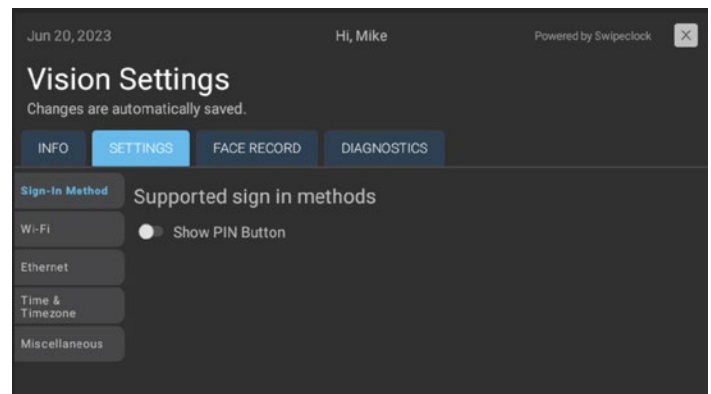 Jun 20, 2023 Hi, Mike Powered by Swipeclock
Vision Settings
Changes are automatically saved.
INFO SETTINGS FACE RECORD DIAGNOSTICS
Sign-In Method
Supported sign in methods
Wi-Fi
Show PIN Button
Ethernet
Time &
Timezone
Miscellaneous